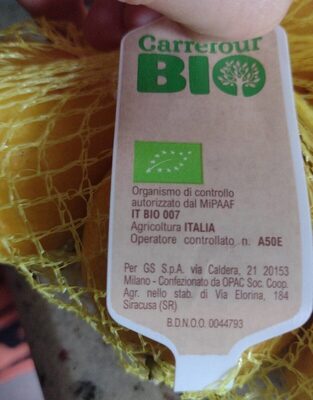 Carrefour
BIO
Organismo di controllo
autorizzato dal MiPAAF
IT BIO 007
Agricoltura ITALIA
Operatore controllato n. A50E
Per GS S.p.A. via Caldera, 21 20153
Milano - Confezionato da OPAC Soc. Coop.
Agr. nello stab. di Via Elorina, 184
Siracusa (SR)
B.D.N.O.O. 0044793